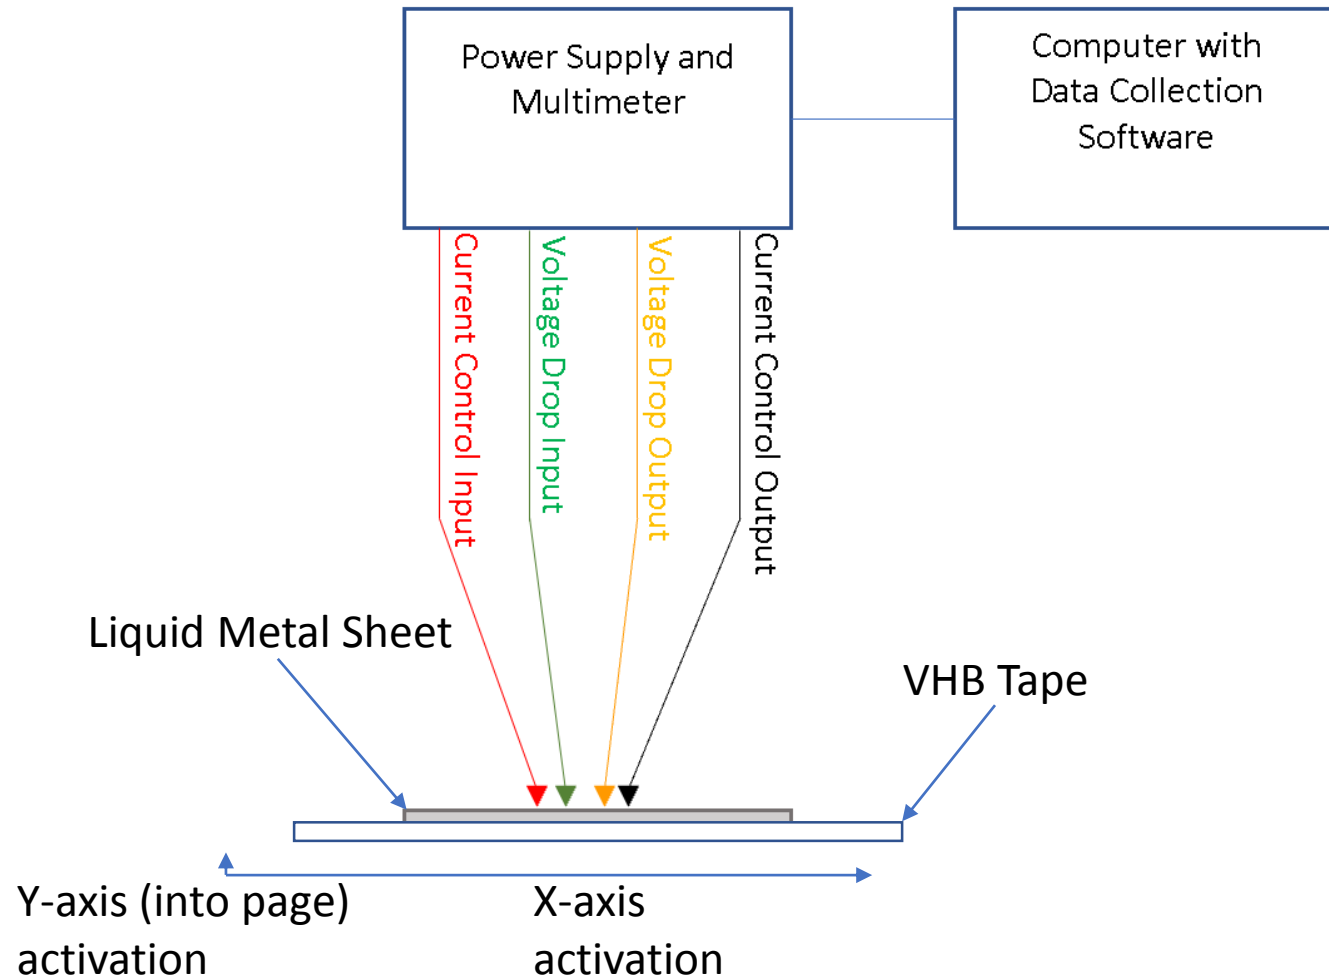 Power Supply and
Multimeter
Computer with
Data Collection
Software
Current Control Input
Voltage Drop Input
Voltage Drop Output
Current Control Output
Liquid Metal Sheet
VHB Tape
Y-axis (into page)
activation
X-axis
activation